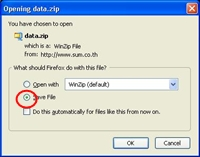 Opening data.zip
You have chosen to open
data.zip
which is a: WinZip File
from: http://www.sum.co.th
What should Firefox do with this file?
Open with WinZip (default)
Save File
Do this automatically for files like this from now on.
OK Cancel